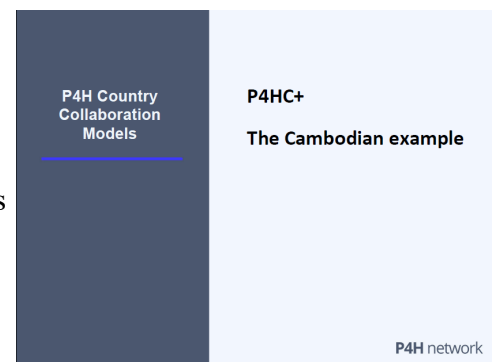 P4H Country
Collaboration
Models
P4HC+
The Cambodian example
s
P4H network